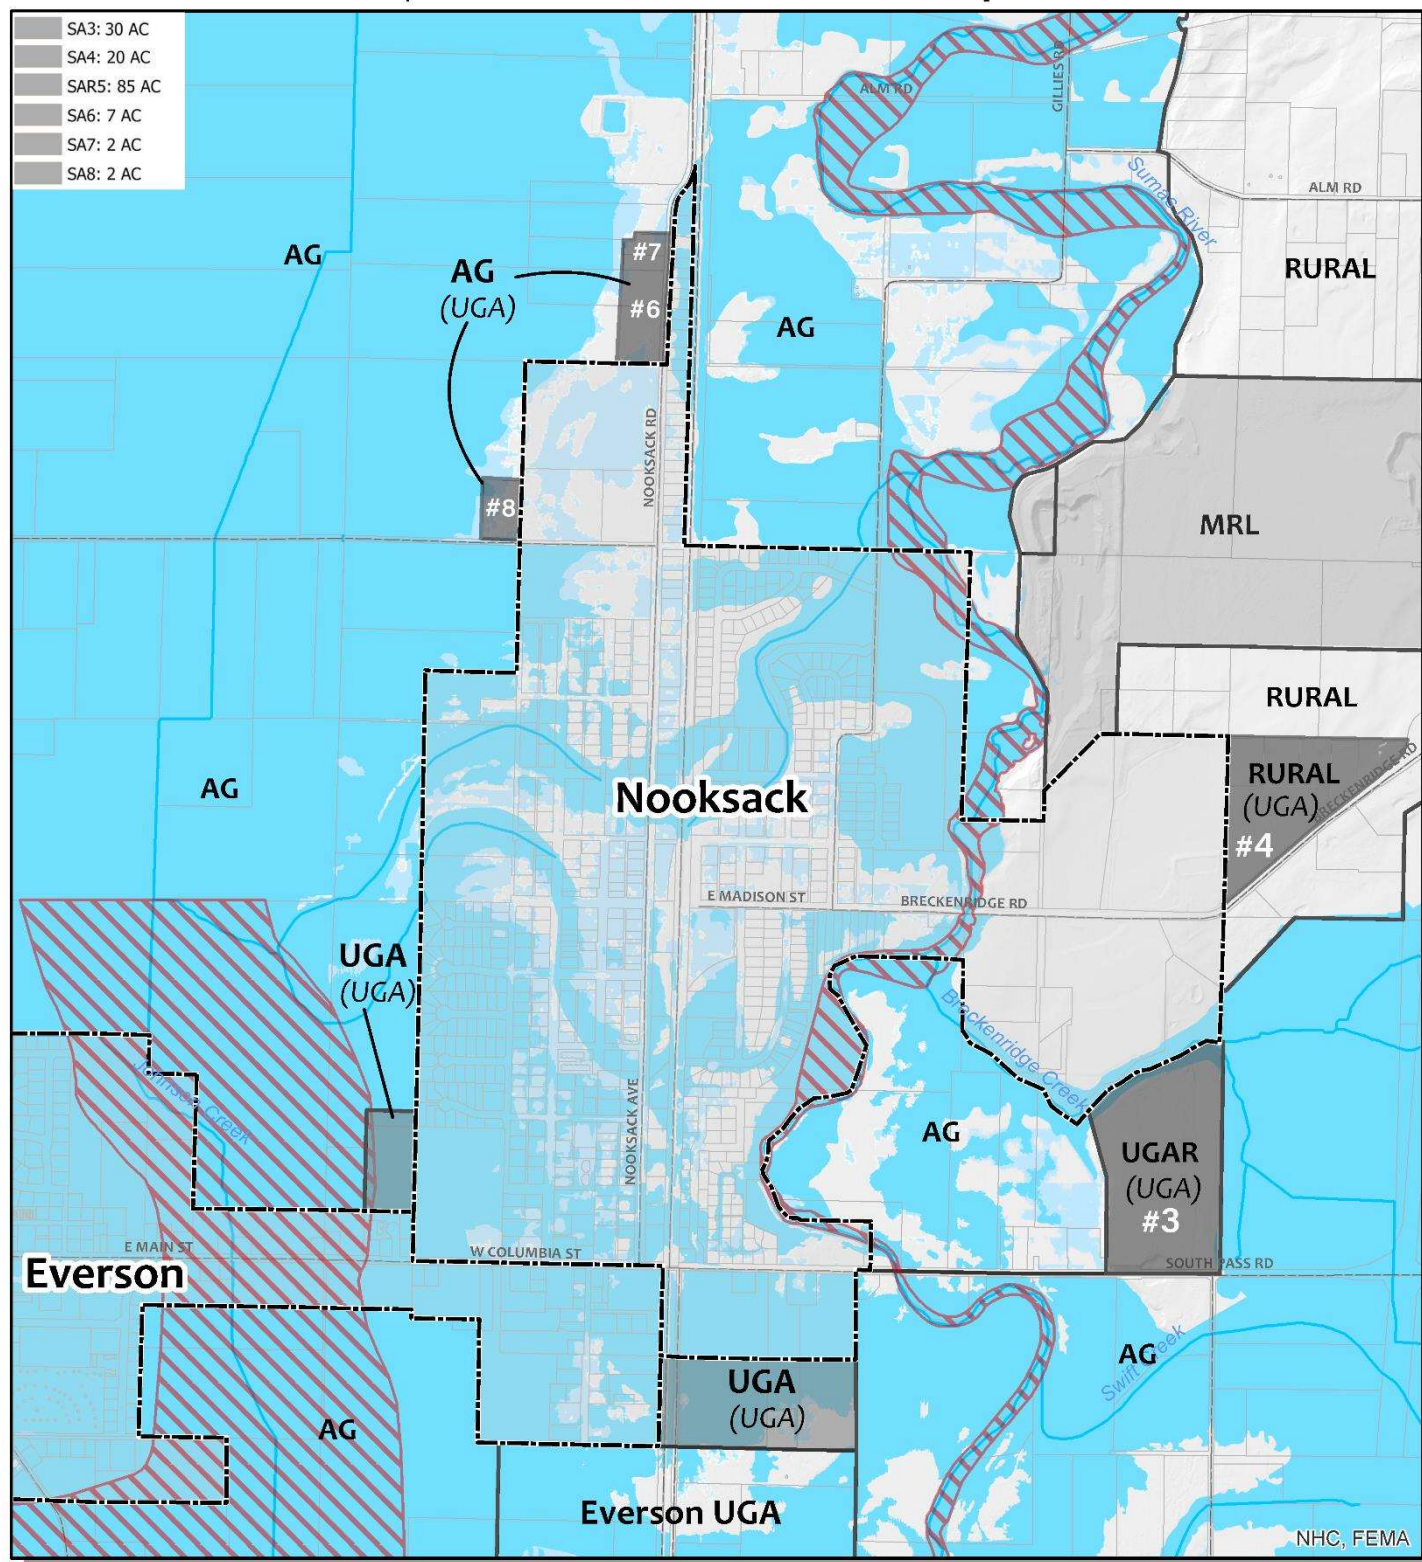 SA3: 30 AC
SA4: 20 AC
SAR5: 85 AC
SA6: 7 AC
SA7: 2 AC
SA8: 2 AC
ALM RD
GILLIES RD
Sumas River
ALM RD
AG
AG
(UGA)
#7
#6
AG
RURAL
NOOKSACK RD
#8
MRL
RURAL
AG
Nooksack
RURAL
(UGA)
#4
BRECKENRIDGE RD
E MADISON ST
BRECKENRIDGE RD
UGA
(UGA)
Breckenridge Creek
Johnson Creek
NOOKSACK AVE
AG
UGAR
(UGA)
#3
E MAIN ST
W COLUMBIA ST
SOUTH PASS RD
Everson
AG
Swift Creek
UGA
(UGA)
AG
Everson UGA
NHC, FEMA